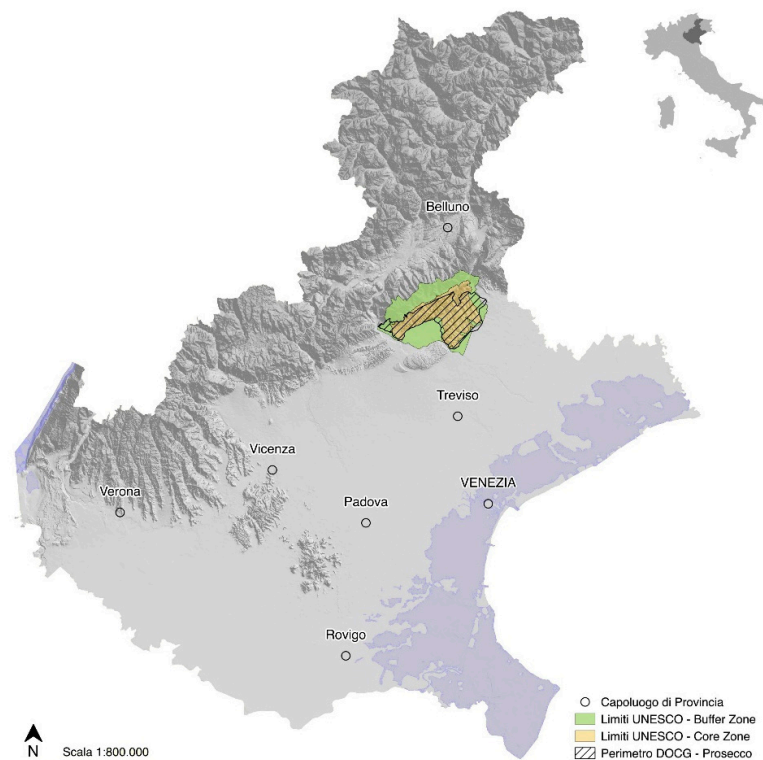 Belluno
Treviso
Vicenza
VENEZIA
Verona
Padova
Rovigo
Capoluogo di Provincia
Limiti UNESCO - Buffer Zone
Limiti UNESCO - Core Zone
Perimetro DOCG - Prosecco
N
Scala 1:800.000